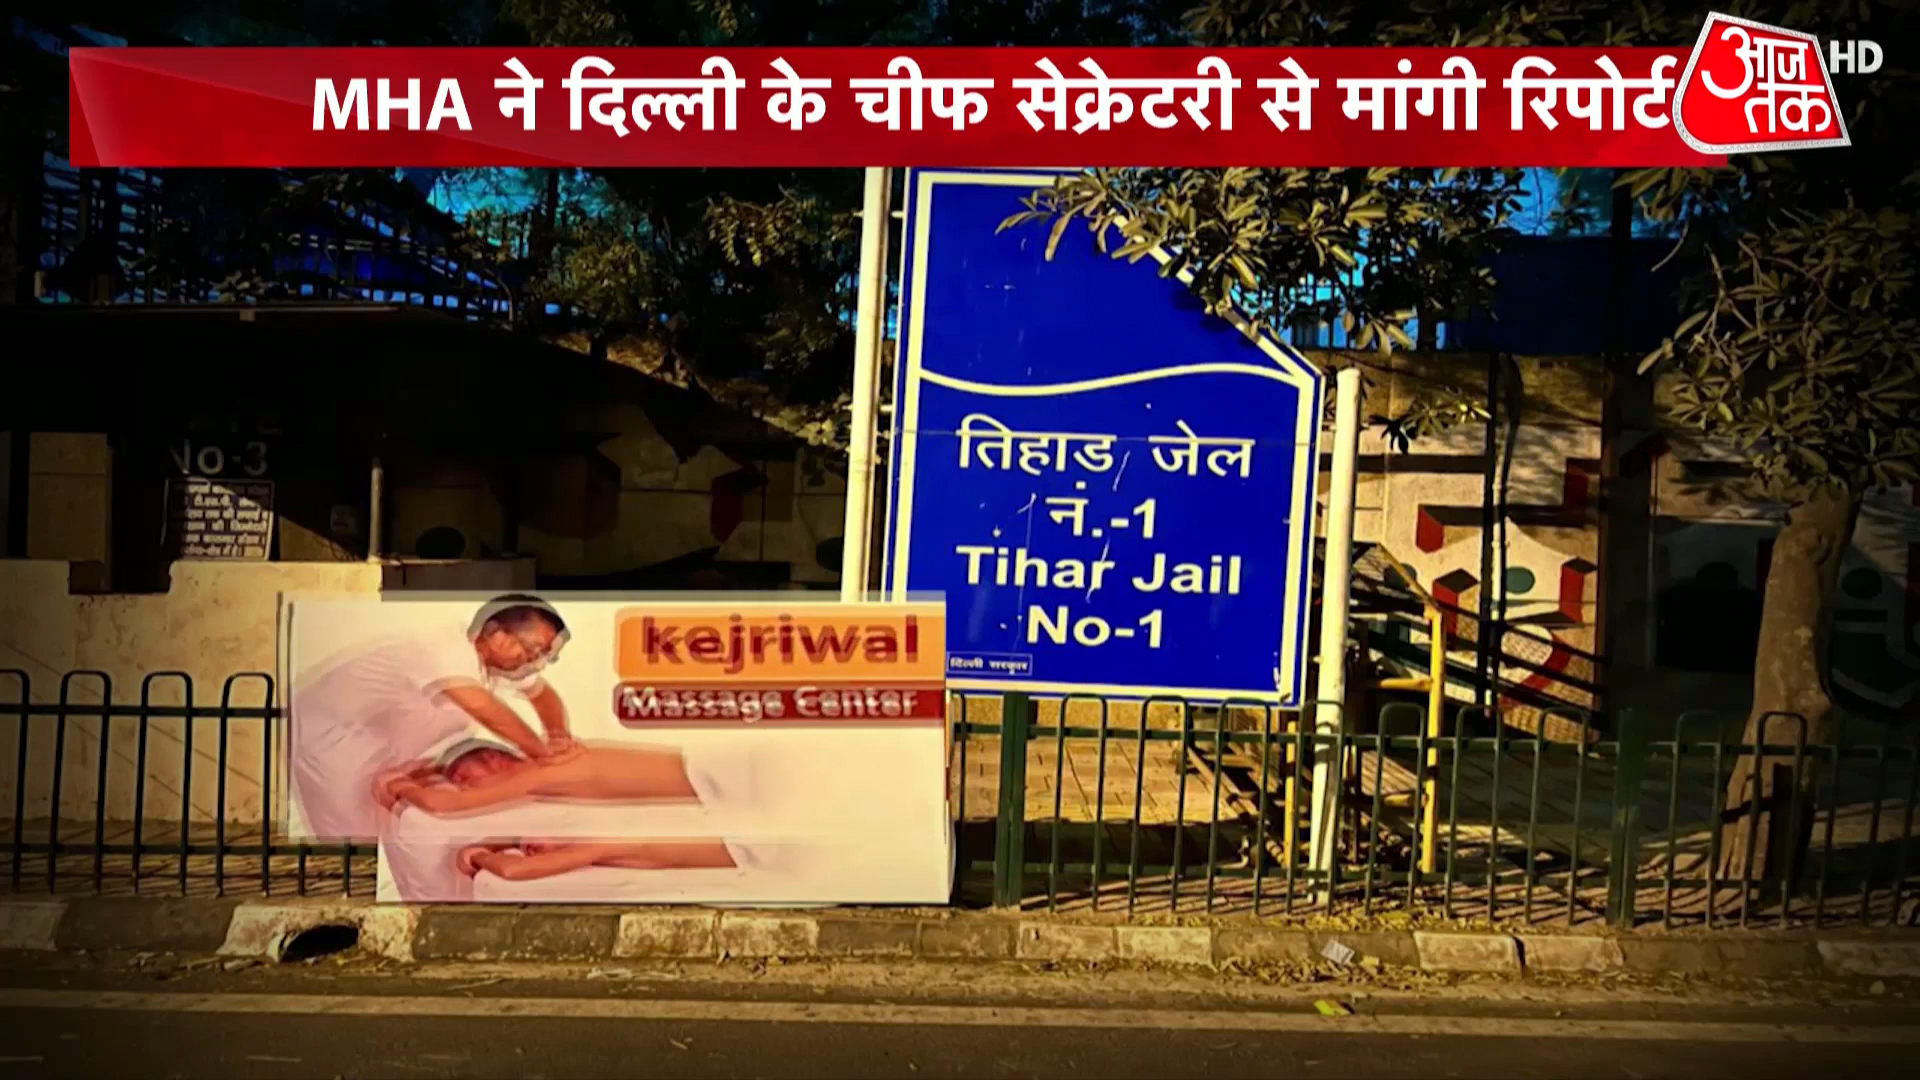 MHA ने दिल्ली के चीफ सेक्रेटरी से मांगी रिपोर्ट
आज तक HD
तिहाड़ जेल
नं.-1
Tihar Jail
No-1
दिल्ली सरकार
No-3
kejriwal
Massage Center